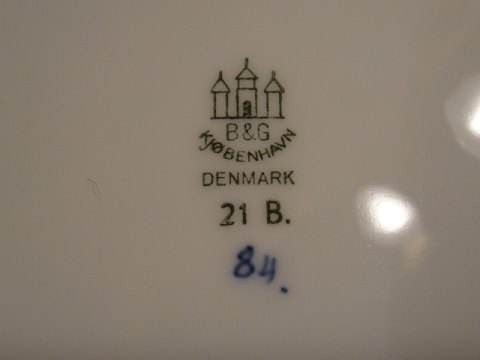 B&G
KJØBENHAVN
DENMARK
21 B.
84.